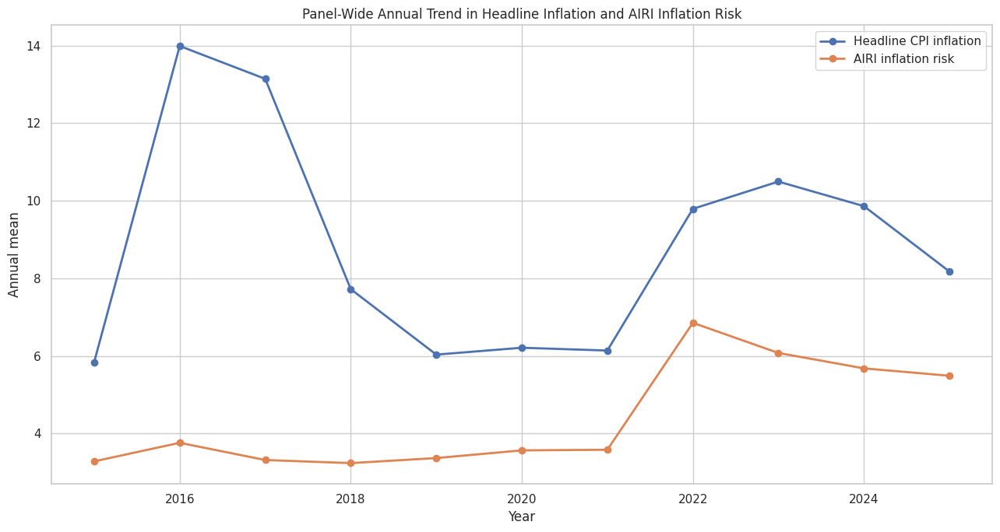 Panel-Wide Annual Trend in Headline Inflation and AIRI Inflation Risk
Headline CPI inflation
AIRI inflation risk
14
12
10
8
6
4
Annual mean
2016
2018
2020
2022
2024
Year